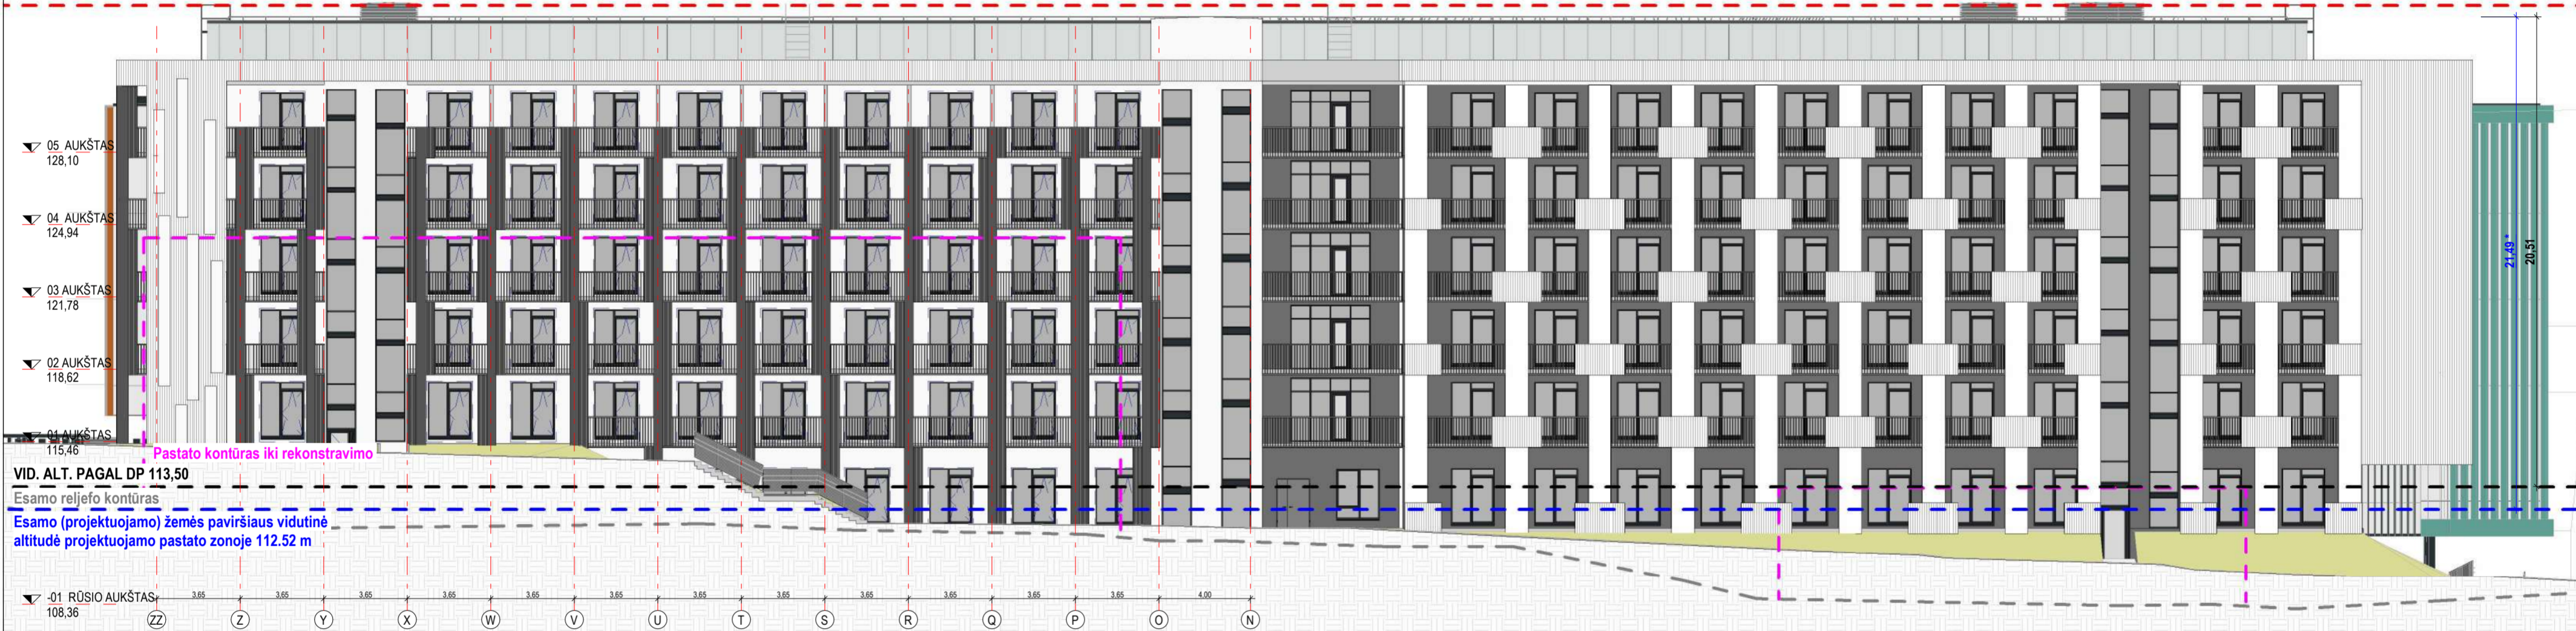 05 AUKŠTAS
128,10
04 AUKŠTAS
124,94
03 AUKŠTAS
121,78
02 AUKŠTAS
118,62
01 AUKŠTAS
115,46
Pastato kontūras iki rekonstravimo
VID. ALT. PAGAL DP 113,50
Esamo reljefo kontūras
Esamo (projektuojamo) žemės paviršiaus vidutinė
altitudė projektuojamo pastato zonoje 112.52 m
-01 RŪSIO AUKŠTAS
108,36
3,65 3,65 3,65 3,65 3,65 3,65 3,65 3,65 3,65 3,65 3,65 3,65 4,00
ZZ Z Y X W V U T S R Q P O N
21,49 *
20,51